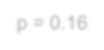 p = 0.16